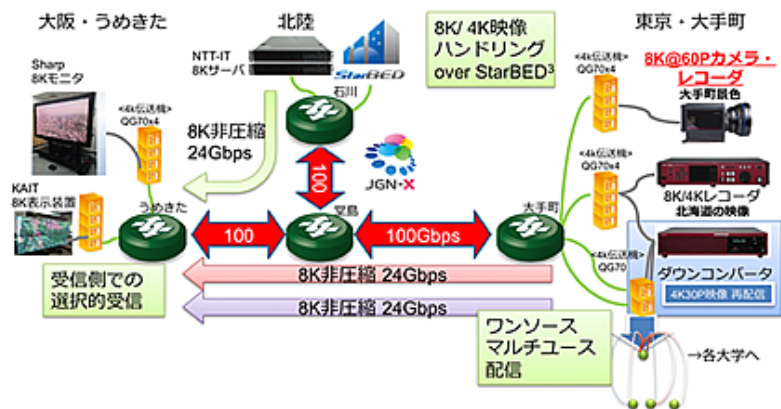 大阪・うめきた
北陸
8K/ 4K映像
ハンドリング
over StarBED³
東京・大手町
Sharp
8Kモニタ
NTT-IT
8Kサーバ
StarBED
石川
8K@60Pカメラ・
レコーダ
大手町景色
<4k伝送機>
QG70x4
<4k伝送機>
QG70x4
8K非圧縮
24Gbps
100
JGN-X
<4k伝送機>
QG70x4
8K/4Kレコーダ
北海道の映像
KAIT
8K表示装置
うめきた
堂島
大手町
100
100Gbps
<4k伝送機>
QG70
ダウンコンバータ
4K30P映像 再配信
受信側での
選択的受信
8K非圧縮 24Gbps
8K非圧縮 24Gbps
ワンソース
マルチユース
配信
→各大学へ